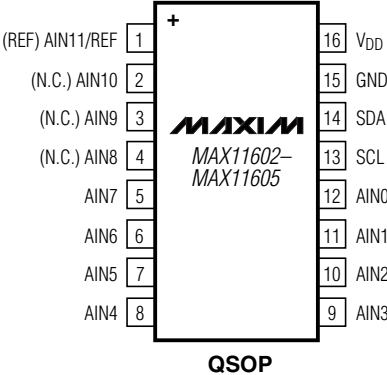 +
(REF) AIN11/REF 1 16 VDD
(N.C.) AIN10 2 15 GND
(N.C.) AIN9 3 14 SDA
(N.C.) AIN8 4 13 SCL
AIN7 5 12 AIN0
AIN6 6 11 AIN1
AIN5 7 10 AIN2
AIN4 8 9 AIN3
MAXIM
MAX11602–
MAX11605
QSOP